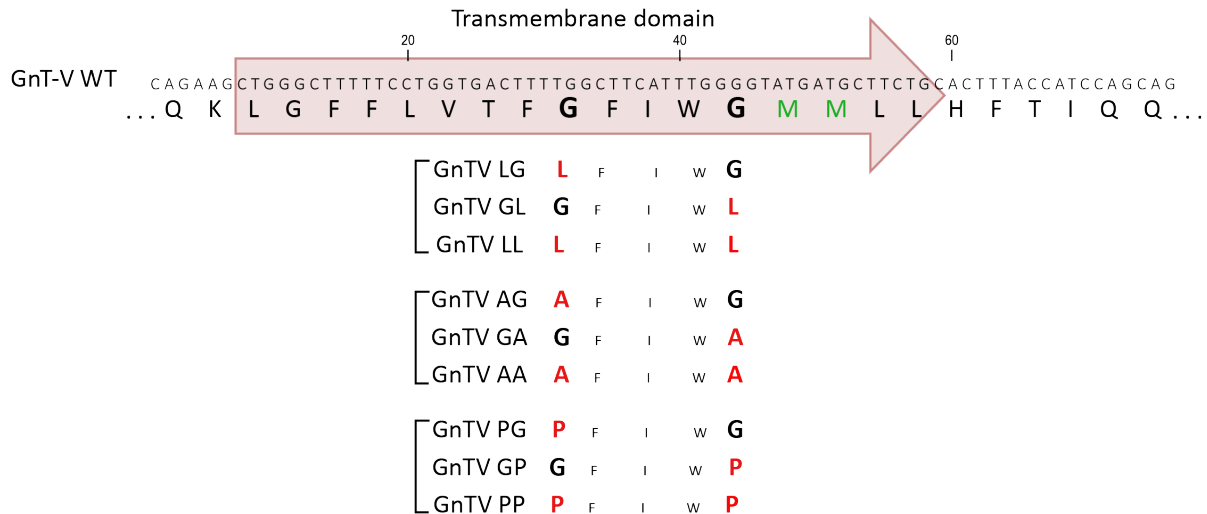 Transmembrane domain
20 40 60
GnT-V WT CAGAAGCTGGGCTTTTTCCTGGTGACTTTTGGCTTCATTTGGGGTATGATGCTTCTGCACTTTACCATCCAGCAG
...Q K L G F F L V T F G F I W G M M L L H F T I Q Q...
GnTV LG L F I W G
GnTV GL G F I W L
GnTV LL L F I W L
GnTV AG A F I W G
GnTV GA G F I W A
GnTV AA A F I W A
GnTV PG P F I W G
GnTV GP G F I W P
GnTV PP P F I W P